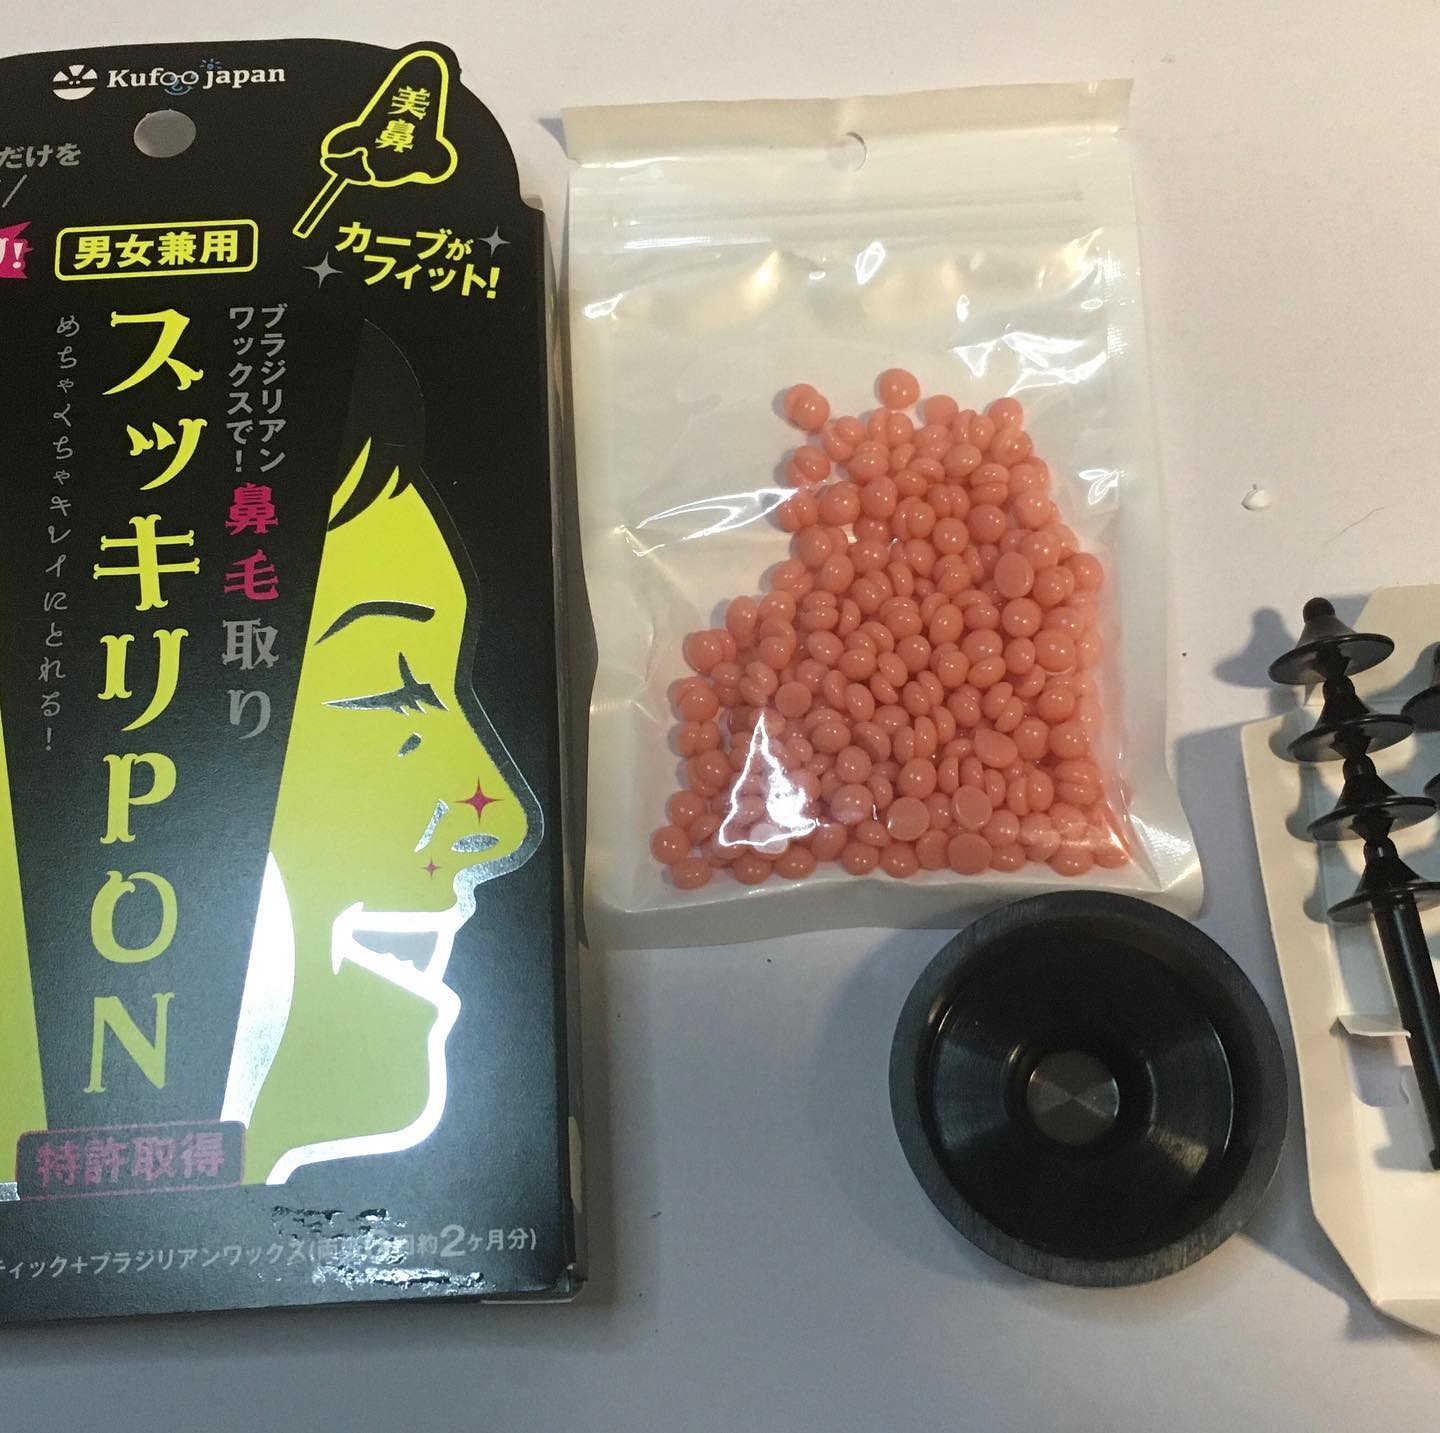 Kufoo japan
美鼻
だけを
男女兼用
カーブが
フィット!
ブラジリアン
ワックスで!
鼻毛取り
スッキリPON
めちゃくちゃキレイにとれる!
特許取得
ティック+ブラジリアンワックス(両
約2ヶ月分)